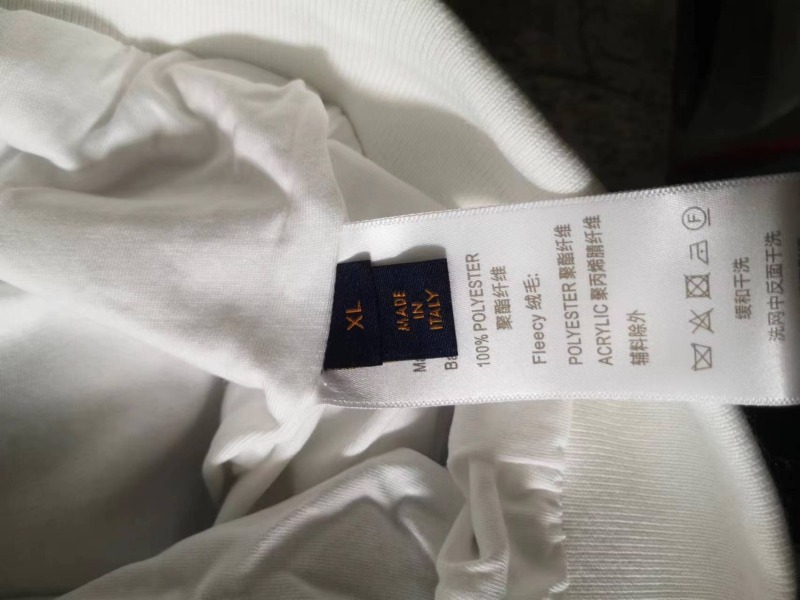 XL
MADE
IN
ITALY
100% POLYESTER
聚酯纤维
Fleecy 绒毛:
POLYESTER 聚酯纤维
ACRYLIC 聚丙烯腈纤维
辅料除外
F
缓和干洗
洗网中反面干洗